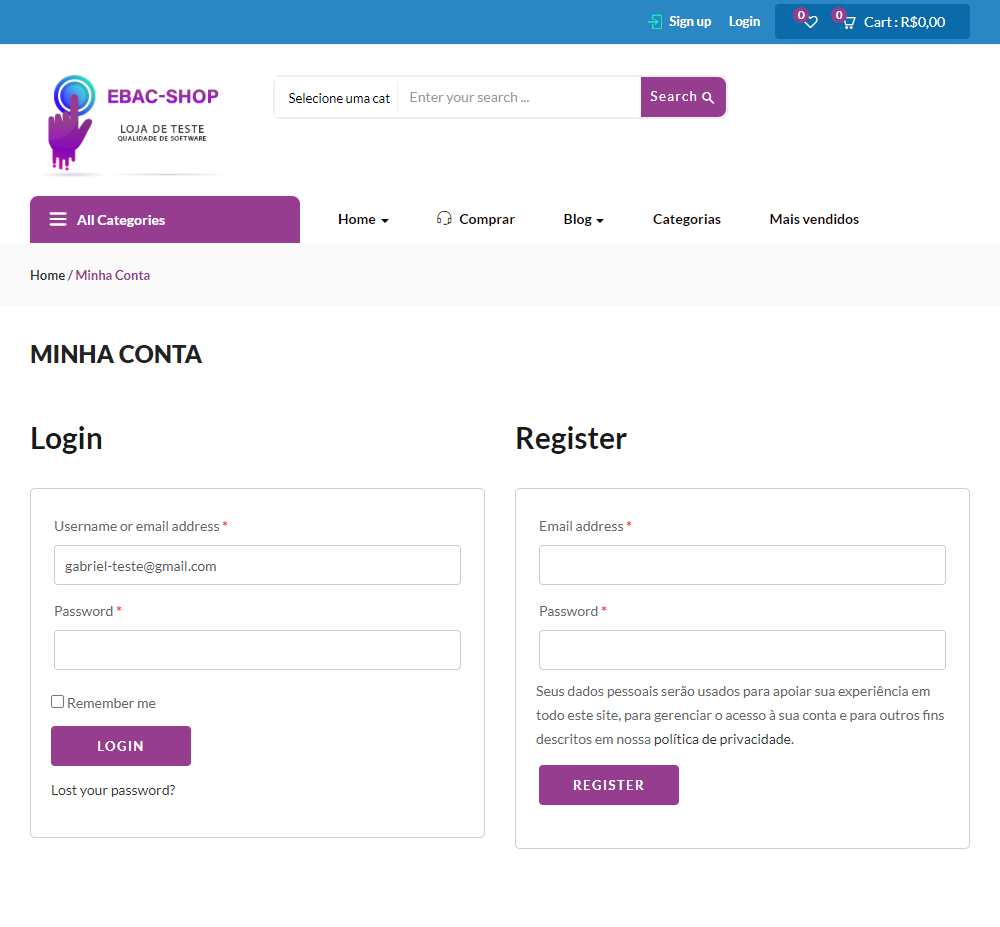 Sign up Login 0 0 Cart : R$0,00
EBAC-SHOP
LOJA DE TESTE
QUALIDADE DE SOFTWARE
Selecione uma cat Enter your search ... Search
All Categories Home Comprar Blog Categorias Mais vendidos
Home / Minha Conta
MINHA CONTA
Login
Username or email address *
gabriel-teste@gmail.com
Password *
Remember me
LOGIN
Lost your password?
Register
Email address *
Password *
Seus dados pessoais serão usados para apoiar sua experiência em
todo este site, para gerenciar o acesso à sua conta e para outros fins
descritos em nossa política de privacidade.
REGISTER